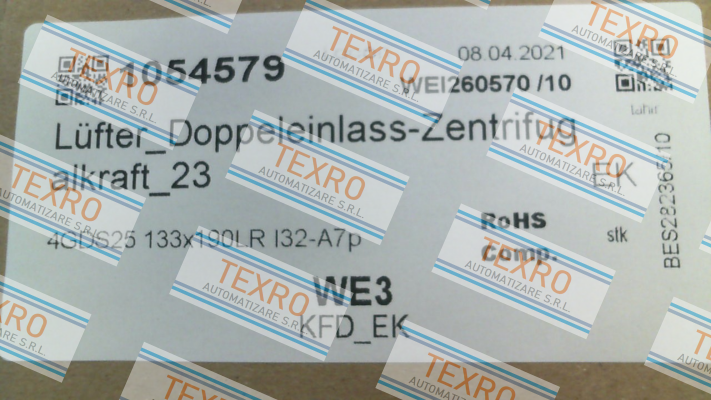 08.04.2021
1054579
WEI260570 /10
Lüfter_Doppeleinlass-Zentrifug
alkraft_23
EK
4GDS25 133x190LR I32-A7p
RoHS
Comp.
stk
BES282365/10
WE3
KFD_EK
TEXRO
AUTOMATIZARE S.R.L.